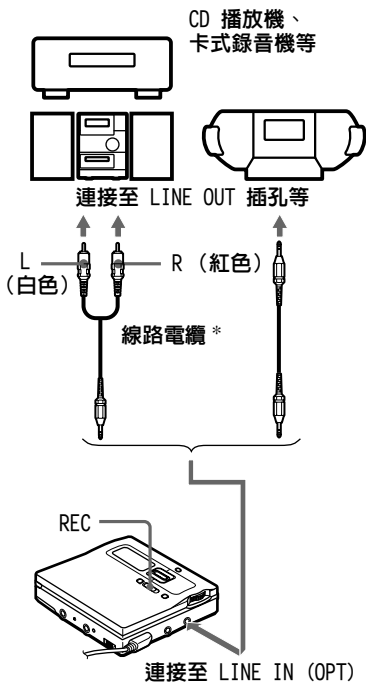 CD 播放機、
卡式錄音機等
連接至 LINE OUT 插孔等
L
(白色)
R (紅色)
線路電纜*
REC
連接至 LINE IN (OPT)